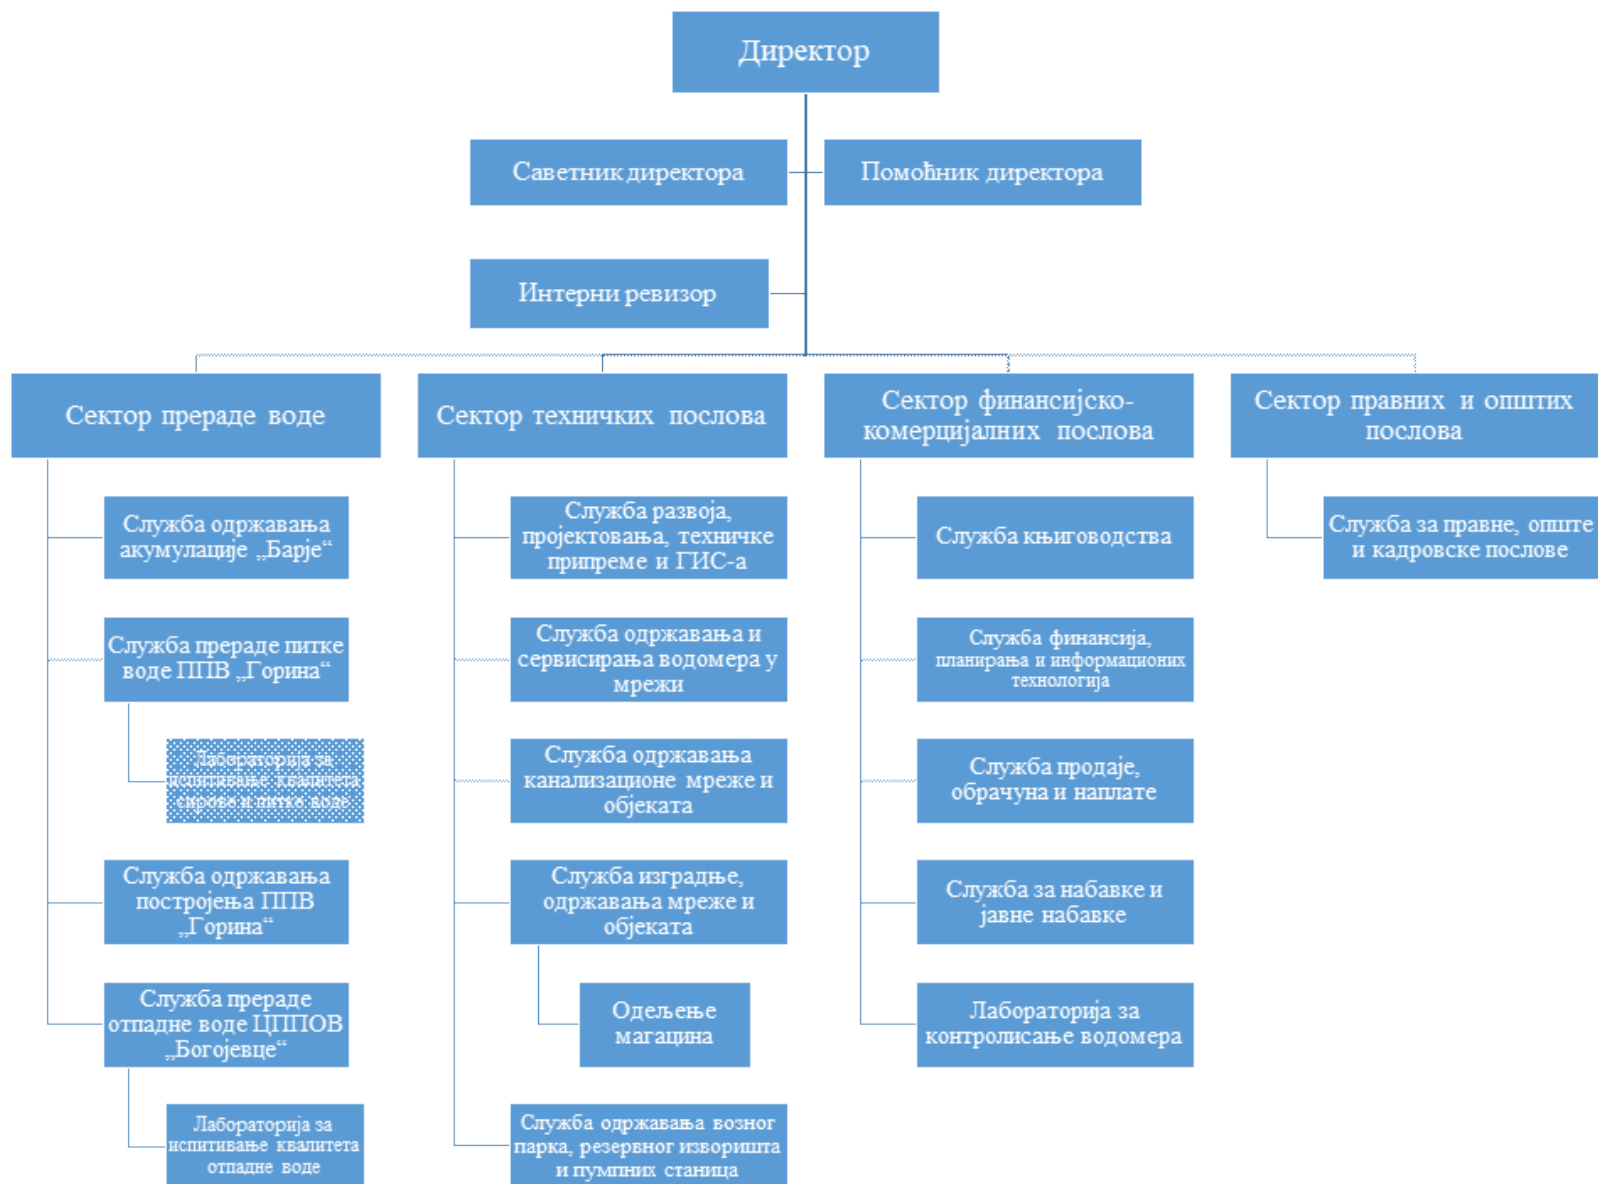 Директор
Саветник директора
Помоћник директора
Интерни ревизор
Сектор прераде воде
Служба одржавања
акумулације „Барје“
Служба прераде питке
воде ППВ „Горина“
Лабораторија за
испитивање квалитета
сирове и питке воде
Служба одржавања
постројења ППВ
„Горина“
Служба прераде
отпадне воде ЦППОВ
„Богојевце“
Лабораторија за
испитивање квалитета
отпадне воде
Сектор техничких послова
Служба развоја,
пројектовања, техничке
припреме и ГИС-а
Служба одржавања и
сервисирања водомера у
мрежи
Служба одржавања
канализационе мреже и
објеката
Служба изградње,
одржавања мреже и
објеката
Одељење
магацина
Служба одржавања возног
парка, резервног изворишта
и пумпних станица
Сектор финансијско-
комерцијалних послова
Служба књиговодства
Служба финансија,
планирања и информационих
технологија
Служба продаје,
обрачуна и наплате
Служба за набавке и
јавне набавке
Лабораторија за
контролисање водомера
Сектор правних и општих
послова
Служба за правне, опште
и кадровске послове